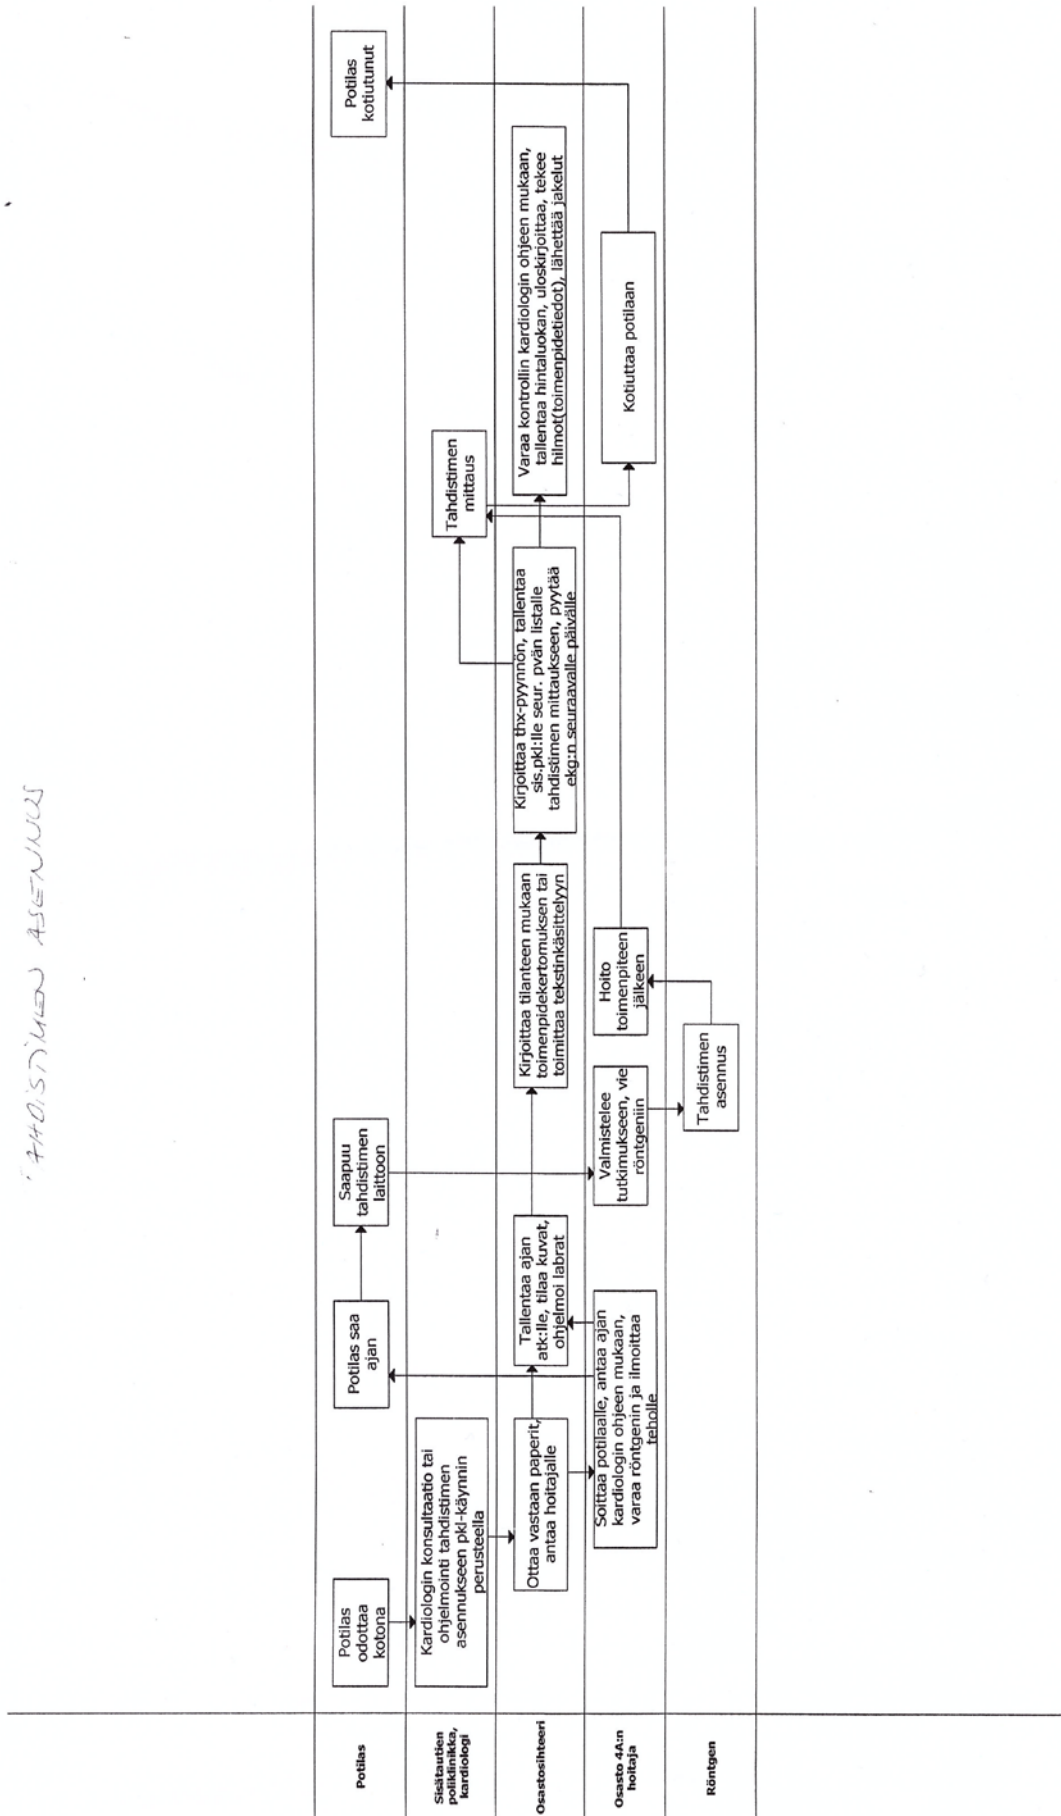 TAHDISTIMEN ASENNUS
Potilas
Potilas
odottaa
kotona
Potilas saa
ajan
Saapuu
tahdistimen
laittoon
Potilas
kotiutunut
Sisätautien
poliklinikka,
kardiologi
Kardiologin konsultaatio tai
ohjelmointi tahdistimen
asennukseen pkl-käynnin
perusteella
Tahdistimen
mittaus
Osastosihteeri
Ottaa vastaan paperit,
antaa hoitajalle
Tallentaa ajan
atk:lle, tilaa kuvat,
ohjelmoi labrat
Kirjoittaa tilanteen mukaan
toimenpidekertomuksen tai
toimittaa tekstinkäsittelyyn
Kirjoittaa thx-pyynnön, tallentaa
sis.pkl:lle seur. pvän listalle
tahdistimen mittaukseen, pyytää
ekg:n seuraavalle päivälle
Varaa kontrollin kardiologin ohjeen mukaan,
tallentaa hintaluokan, uloskirjoittaa, tekee
hilmot(toimenpidetiedot), lähettää jakelut
Osasto 4A:n
hoitaja
Soittaa potilaalle, antaa ajan
kardiologin ohjeen mukaan,
varaa röntgenin ja ilmoittaa
teholle
Valmistelee
tutkimukseen, vie
röntgeniin
Hoito
toimenpiteen
jälkeen
Kotiuttaa potilaan
Röntgen
Tahdistimen
asennus